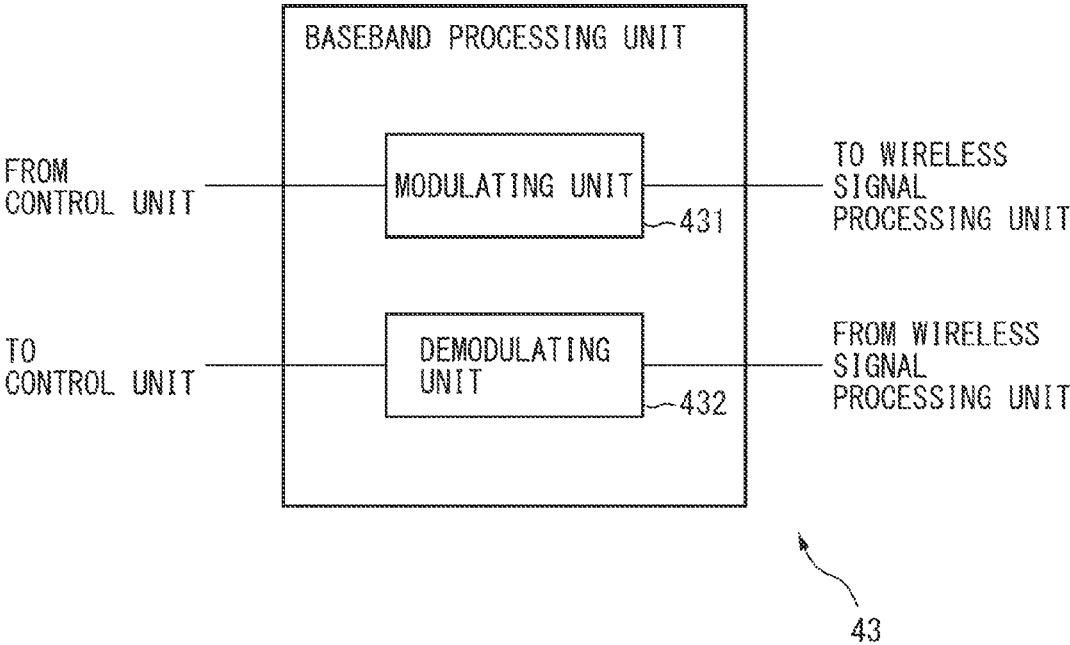 BASEBAND PROCESSING UNIT
FROM
CONTROL UNIT
MODULATING UNIT
431
TO WIRELESS
SIGNAL
PROCESSING UNIT
TO
CONTROL UNIT
DEMODULATING
UNIT
432
FROM WIRELESS
SIGNAL
PROCESSING UNIT
43